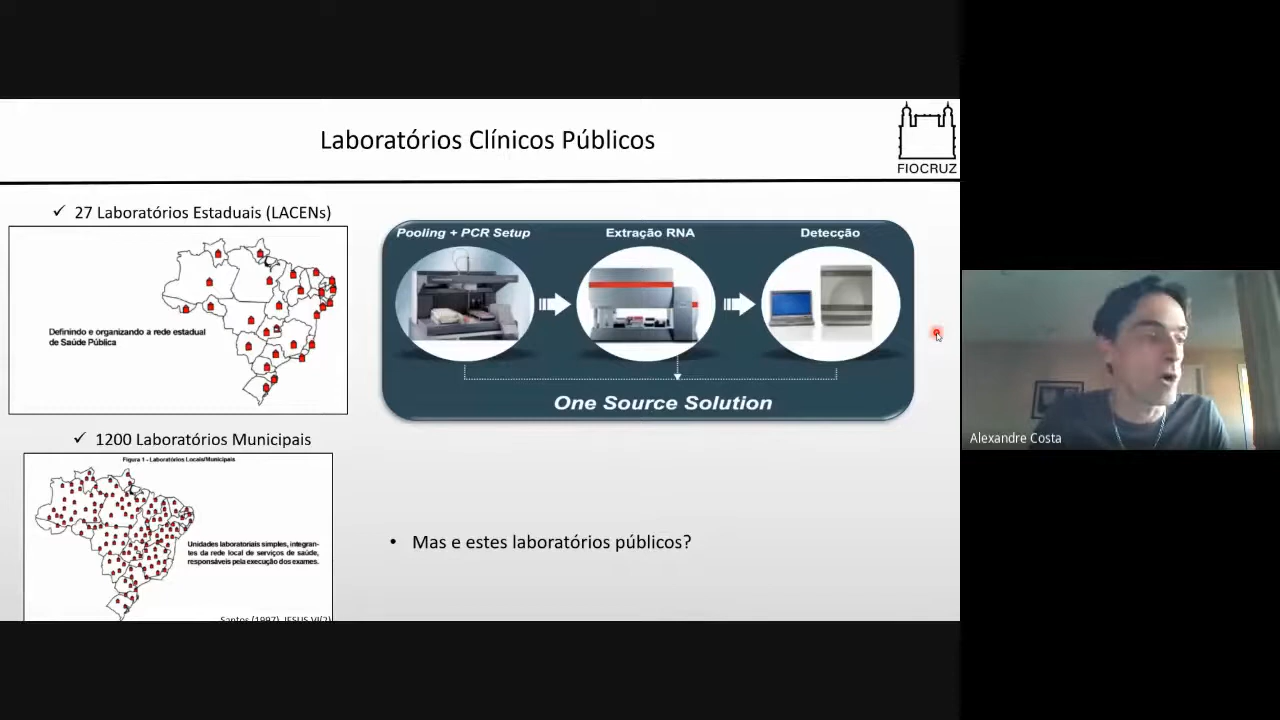 Laboratórios Clínicos Públicos
FIOCRUZ
✓ 27 Laboratórios Estaduais (LACENs)
Definindo e organizando a rede estadual
de Saúde Pública
✓ 1200 Laboratórios Municipais
Figura 1 - Laboratórios Locais/Municipais
Unidades laboratoriais simples, integran-
tes da rede local de serviços de saúde,
responsáveis pela execução dos exames.
Santos (1997), IESUS VI(2)
Pooling + PCR Setup
Extração RNA
Detecção
One Source Solution
• Mas e estes laboratórios públicos?
Alexandre Costa